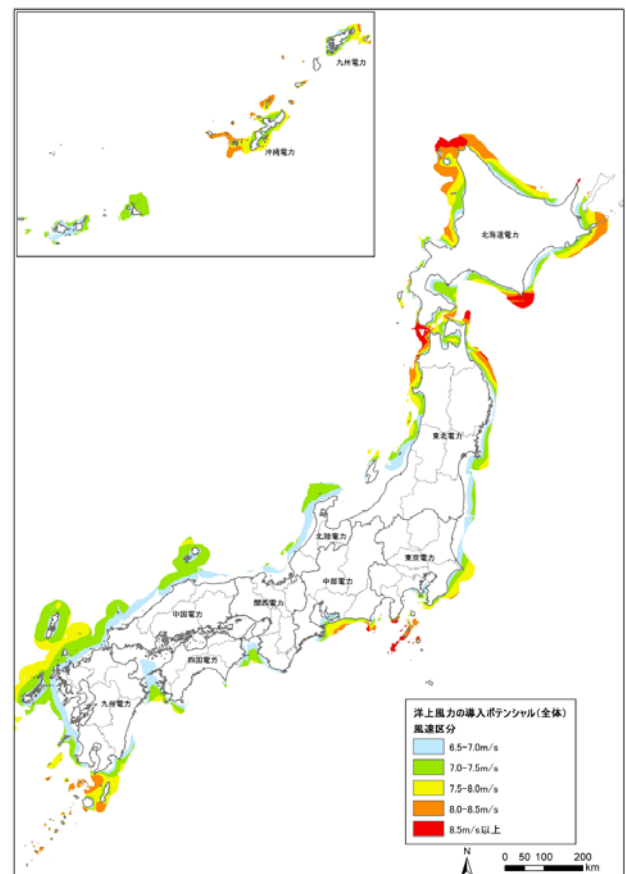 九州電力
沖縄電力
北海道電力
東北電力
北陸電力
東京電力
中部電力
関西電力
中国電力
四国電力
九州電力
洋上風力の導入ポテンシャル(全体)
風速区分
6.5-7.0m/s
7.0-7.5m/s
7.5-8.0m/s
8.0-8.5m/s
8.5m/s以上
N
0 50 100 200
km